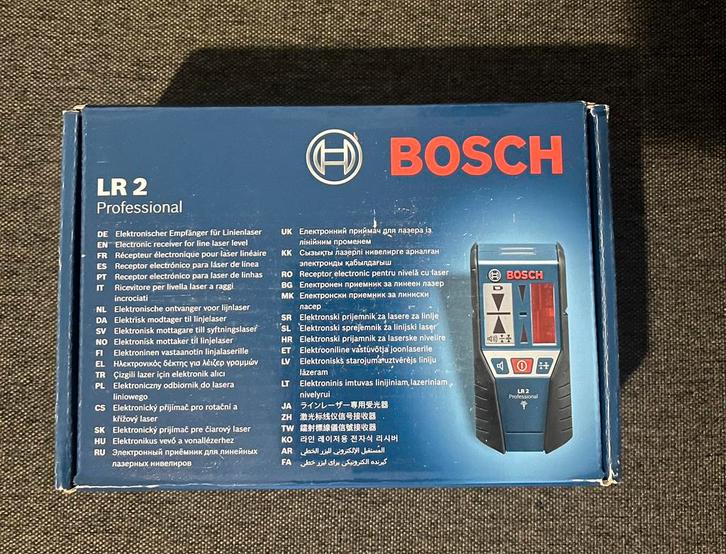 BOSCH
LR 2
Professional
DE Elektronischer Empfänger für Linienlaser
EN Electronic receiver for line laser level
FR Récepteur électronique pour laser linéaire
ES Receptor electrónico para láser de línea
PT Receptor electrónico para laser de linhas
IT Ricevitore per livella laser a raggi
incrociati
NL Elektronische ontvanger voor lijnlaser
DA Elektrisk modtager til linjelaser
SV Elektronisk mottagare till syftningslaser
NO Elektronisk mottaker til linjelaser
FI Elektroninen vastaanotin linjalaserille
EL Ηλεκτρονικός δέκτης για λέιζερ γραμμών
TR Çizgili lazer için elektronik alıcı
PL Elektroniczny odbiornik do lasera
liniowego
CS Elektronický přijímač pro rotační a
křížový laser
SK Elektronický prijímač pre čiarový laser
HU Elektronikus vevő a vonallézerhez
RU Электронный приёмник для линейных
лазерных нивелиров
UK Електронний приймач для лазера із
лінійним променем
KK Сызықты лазерлі нивелирге арналған
электронды қабылдағыш
RO Receptor electronic pentru nivelă cu laser
BG Електронен приемник за линеен лазер
MK Електронски приемник за линиски
ласер
SR Elektronski prijemnik za lasere za linije
SL Elektronski sprejemnik za linijski laser
HR Elektronski prijamnik za laserske nivelire
ET Elektrooniline vastuvõtja joonlaserile
LV Elektroniskā starojuma uztvērējs līniju
lāzeram
LT Elektroninis imtuvas linijiniam lazeriniam
nivelyrui
JA ラインレーザー専用受光器
ZH 激光标线仪信号接收器
TW 鐳射標線儀信號接收器
KO 라인 레이저용 전자식 리시버
AR المستقبل الإلكتروني لليزر الخطي
FA گیرنده الکترونیکی برای لیزر خطی
BOSCH
LR 2
Professional